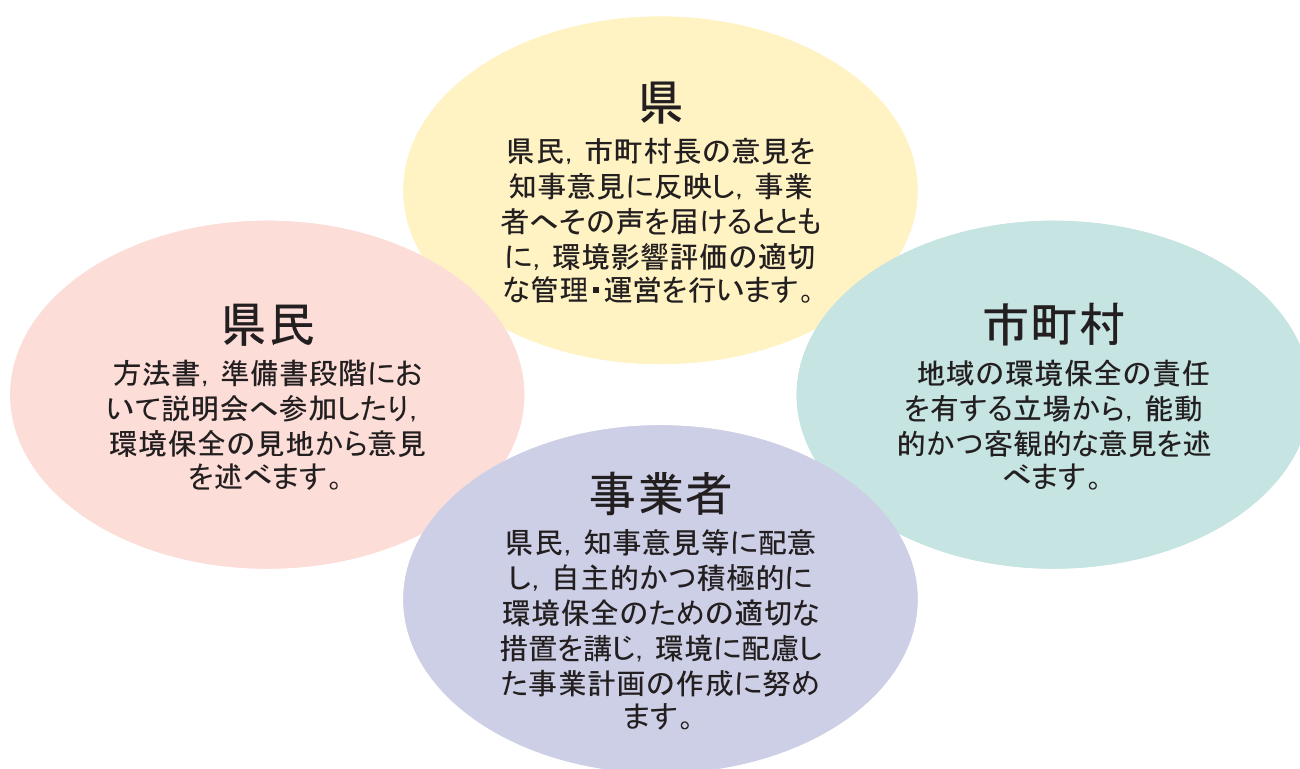 県
県民，市町村長の意見を
知事意見に反映し，事業
者へその声を届けるととも
に，環境影響評価の適切
な管理・運営を行います。
県民
方法書，準備書段階にお
いて説明会へ参加したり，
環境保全の見地から意見
を述べます。
市町村
地域の環境保全の責任
を有する立場から，能動
的かつ客観的な意見を述
べます。
事業者
県民，知事意見等に配意
し，自主的かつ積極的に
環境保全のための適切な
措置を講じ，環境に配慮し
た事業計画の作成に努め
ます。